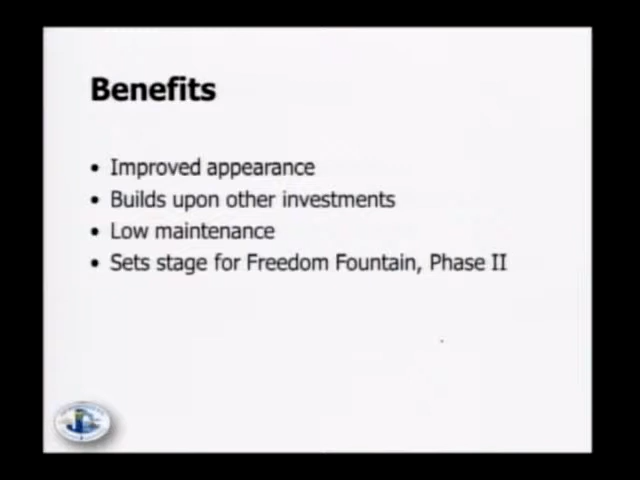 Benefits
• Improved appearance
• Builds upon other investments
• Low maintenance
• Sets stage for Freedom Fountain, Phase II